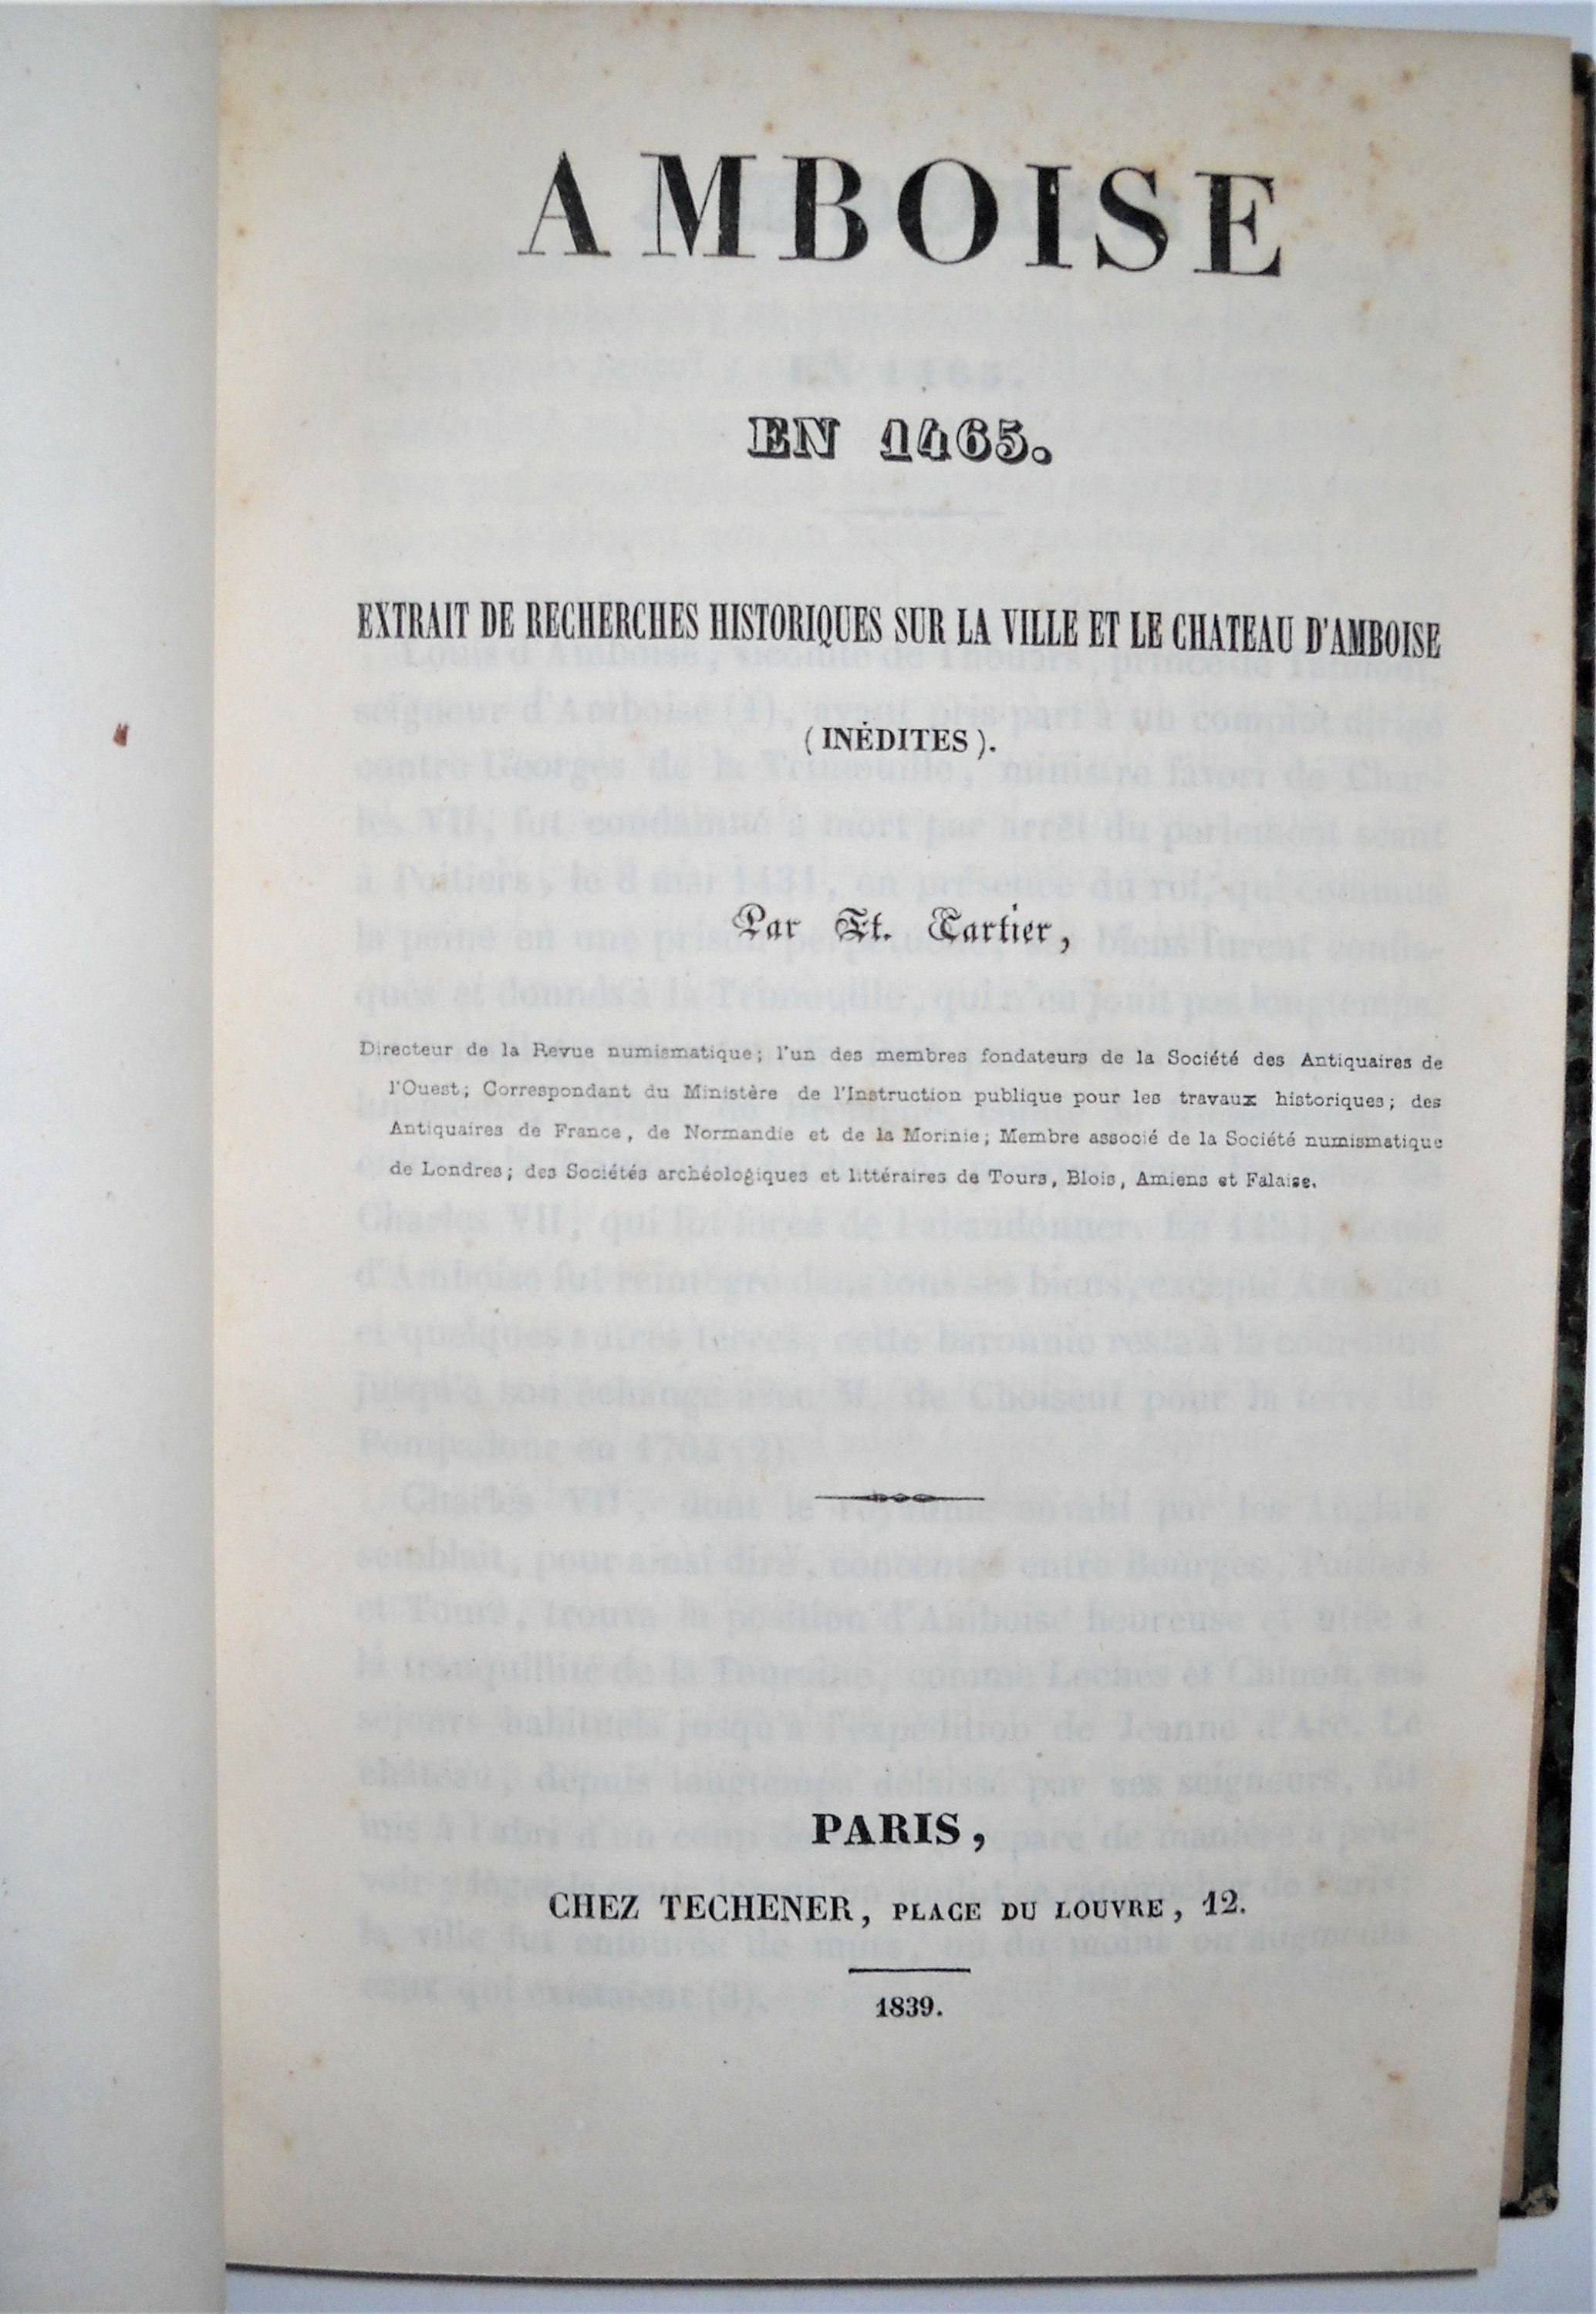 AMBOISE
EN 1465.
EXTRAIT DE RECHERCHES HISTORIQUES SUR LA VILLE ET LE CHATEAU D'AMBOISE
(INÉDITES).
Par Et. Cartier,
Directeur de la Revue numismatique; l'un des membres fondateurs de la Société des Antiquaires de
l'Ouest; Correspondant du Ministère de l'Instruction publique pour les travaux historiques; des
Antiquaires de France, de Normandie et de la Morinie; Membre associé de la Société numismatique
de Londres; des Sociétés archéologiques et littéraires de Tours, Blois, Amiens et Falaise.
PARIS,
CHEZ TECHENER, PLACE DU LOUVRE, 12.
1839.